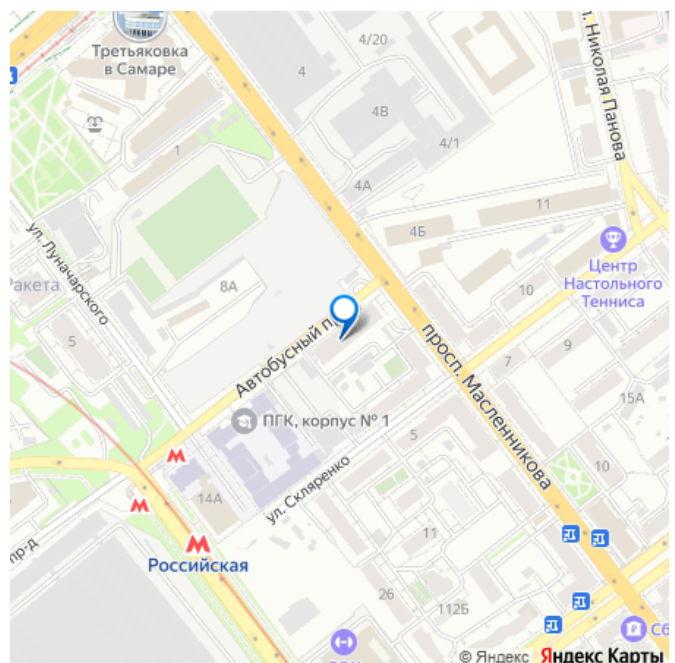 Третьяковка
в Самаре
4/20
4
4В
4/1
4А
1
ул. Луначарского
Николая Панова
11
4Б
Центр
Настольного
Тенниса
Ракета
8А
10
5
Автобусный п
просп. Масленникова
7
9
15А
ПГК, корпус № 1
5
10
ул. Скляренко
14А
11
пр-д
Российская
26
112Б
Сб
© Яндекс Яндекс Карты